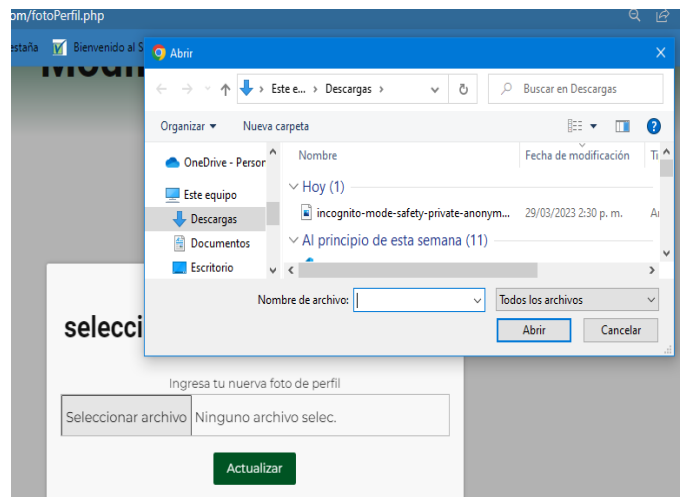 om/fotoPerfil.php
estaña Bienvenido al S
Abrir
Este e... > Descargas >
Buscar en Descargas
Organizar Nueva carpeta
OneDrive - Person
Este equipo
Descargas
Documentos
Escritorio
Nombre Fecha de modificación Ti
Hoy (1)
incognito-mode-safety-private-anonym... 29/03/2023 2:30 p. m. Ar
Al principio de esta semana (11)
Nombre de archivo: Todos los archivos
Abrir Cancelar
selecci
Ingresa tu nuerva foto de perfil
Seleccionar archivo Ninguno archivo selec.
Actualizar